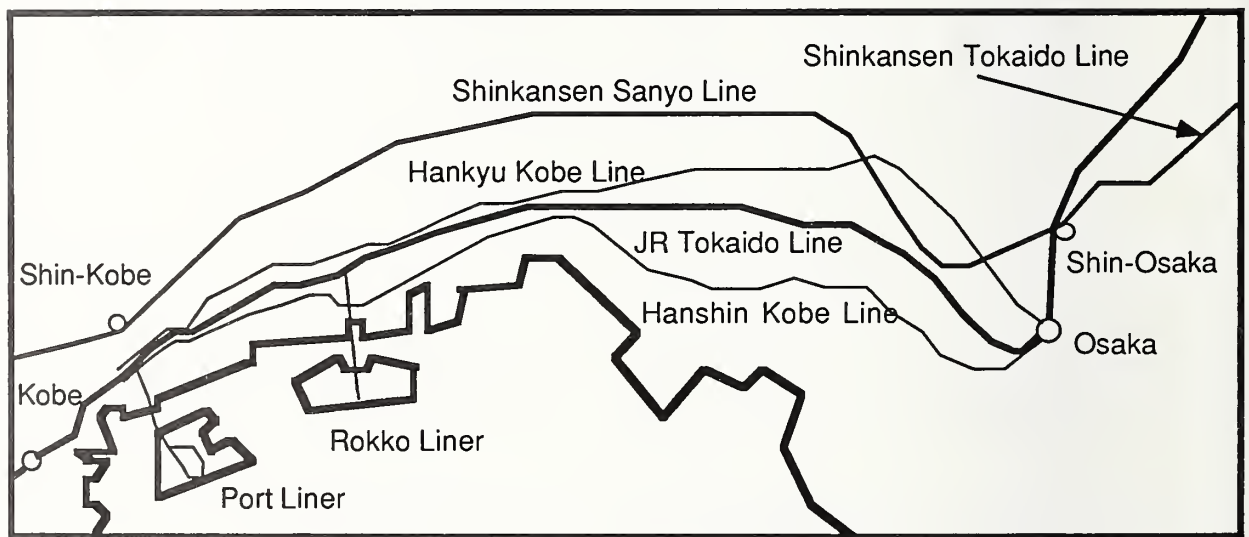 Shinkansen Tokaido Line
Shinkansen Sanyo Line
Hankyu Kobe Line
JR Tokaido Line
Shin-Kobe
Shin-Osaka
Hanshin Kobe Line
Osaka
Kobe
Rokko Liner
Port Liner